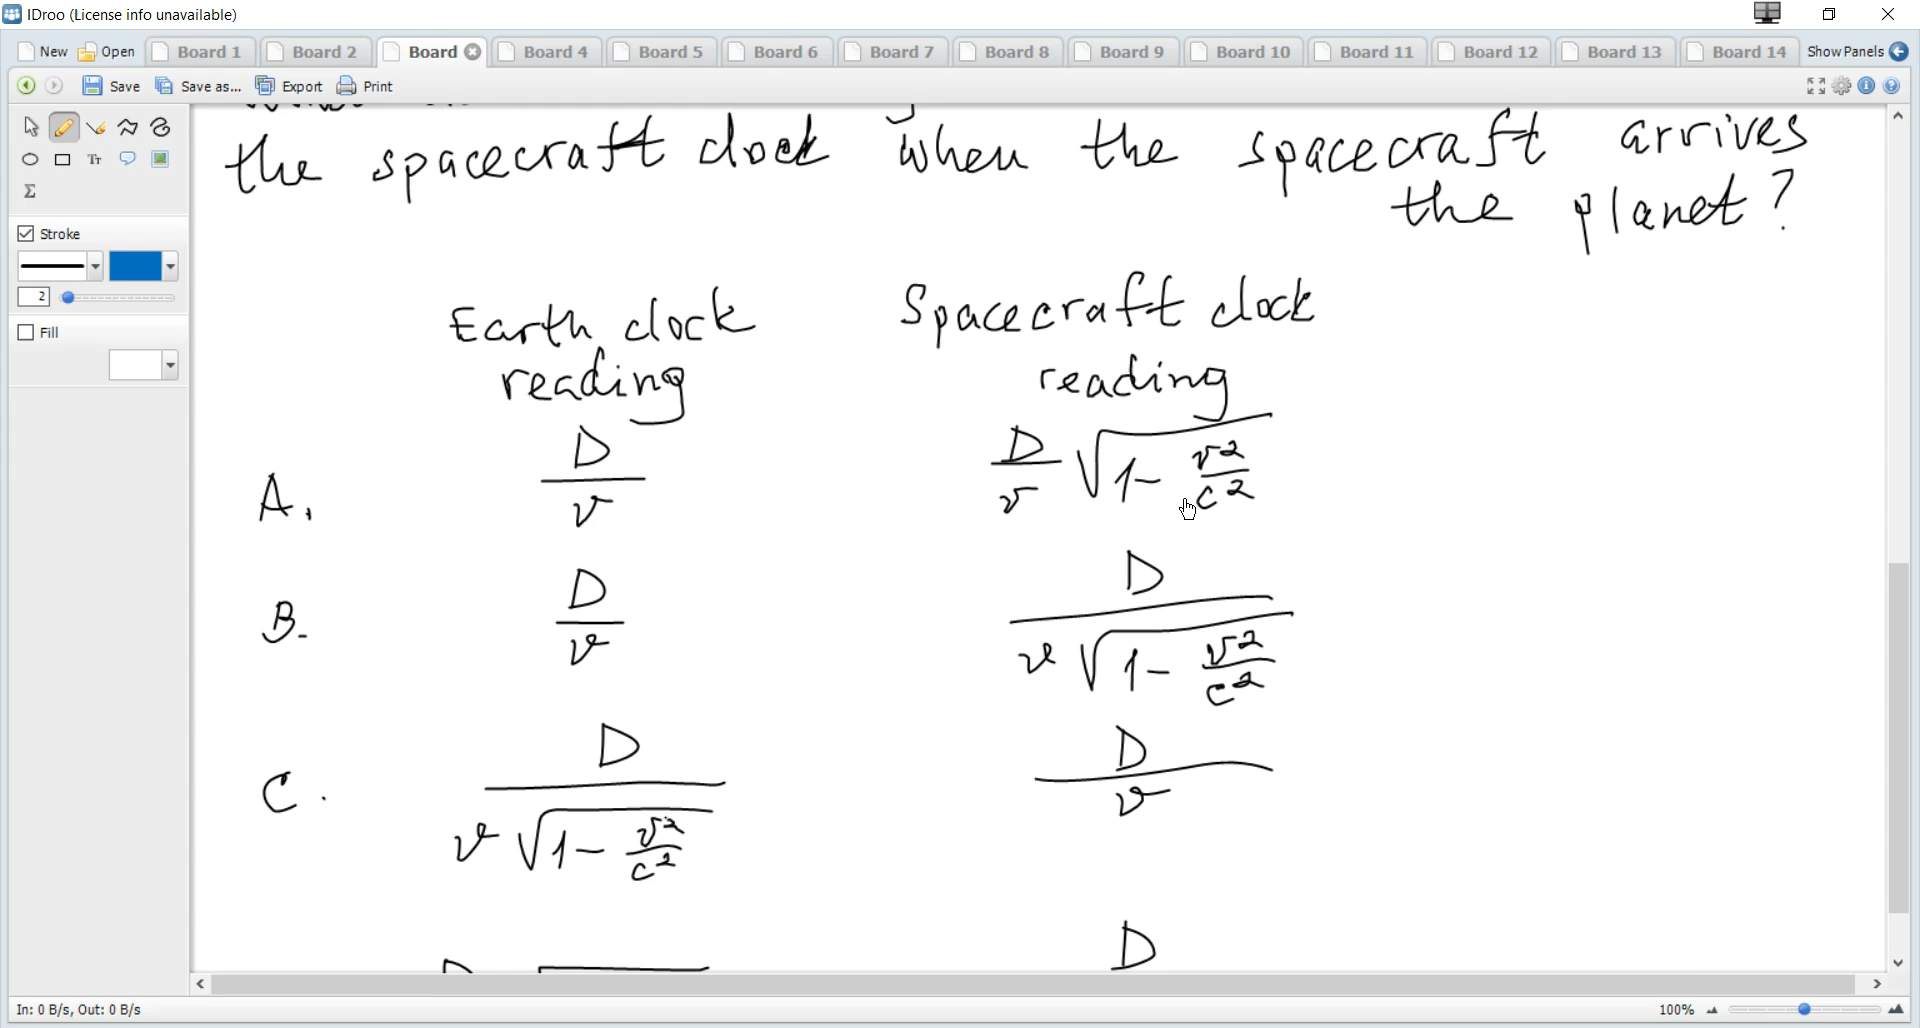 IDroo (License info unavailable)
New Open Board 1 Board 2 Board Board 4 Board 5 Board 6 Board 7 Board 8 Board 9 Board 10 Board 11 Board 12 Board 13 Board 14 Show Panels
Save Save as... Export Print
the spacecraft clock when the spacecraft arrives
the planet?
Stroke
2
Fill
Earth clock Spacecraft clock
reading reading
A. D/v D/v √(1 - v²/c²)
B. D/v D/(v √(1 - v²/c²))
C. D/(v √(1 - v²/c²)) D/v
D D
In: 0 B/s, Out: 0 B/s 100%